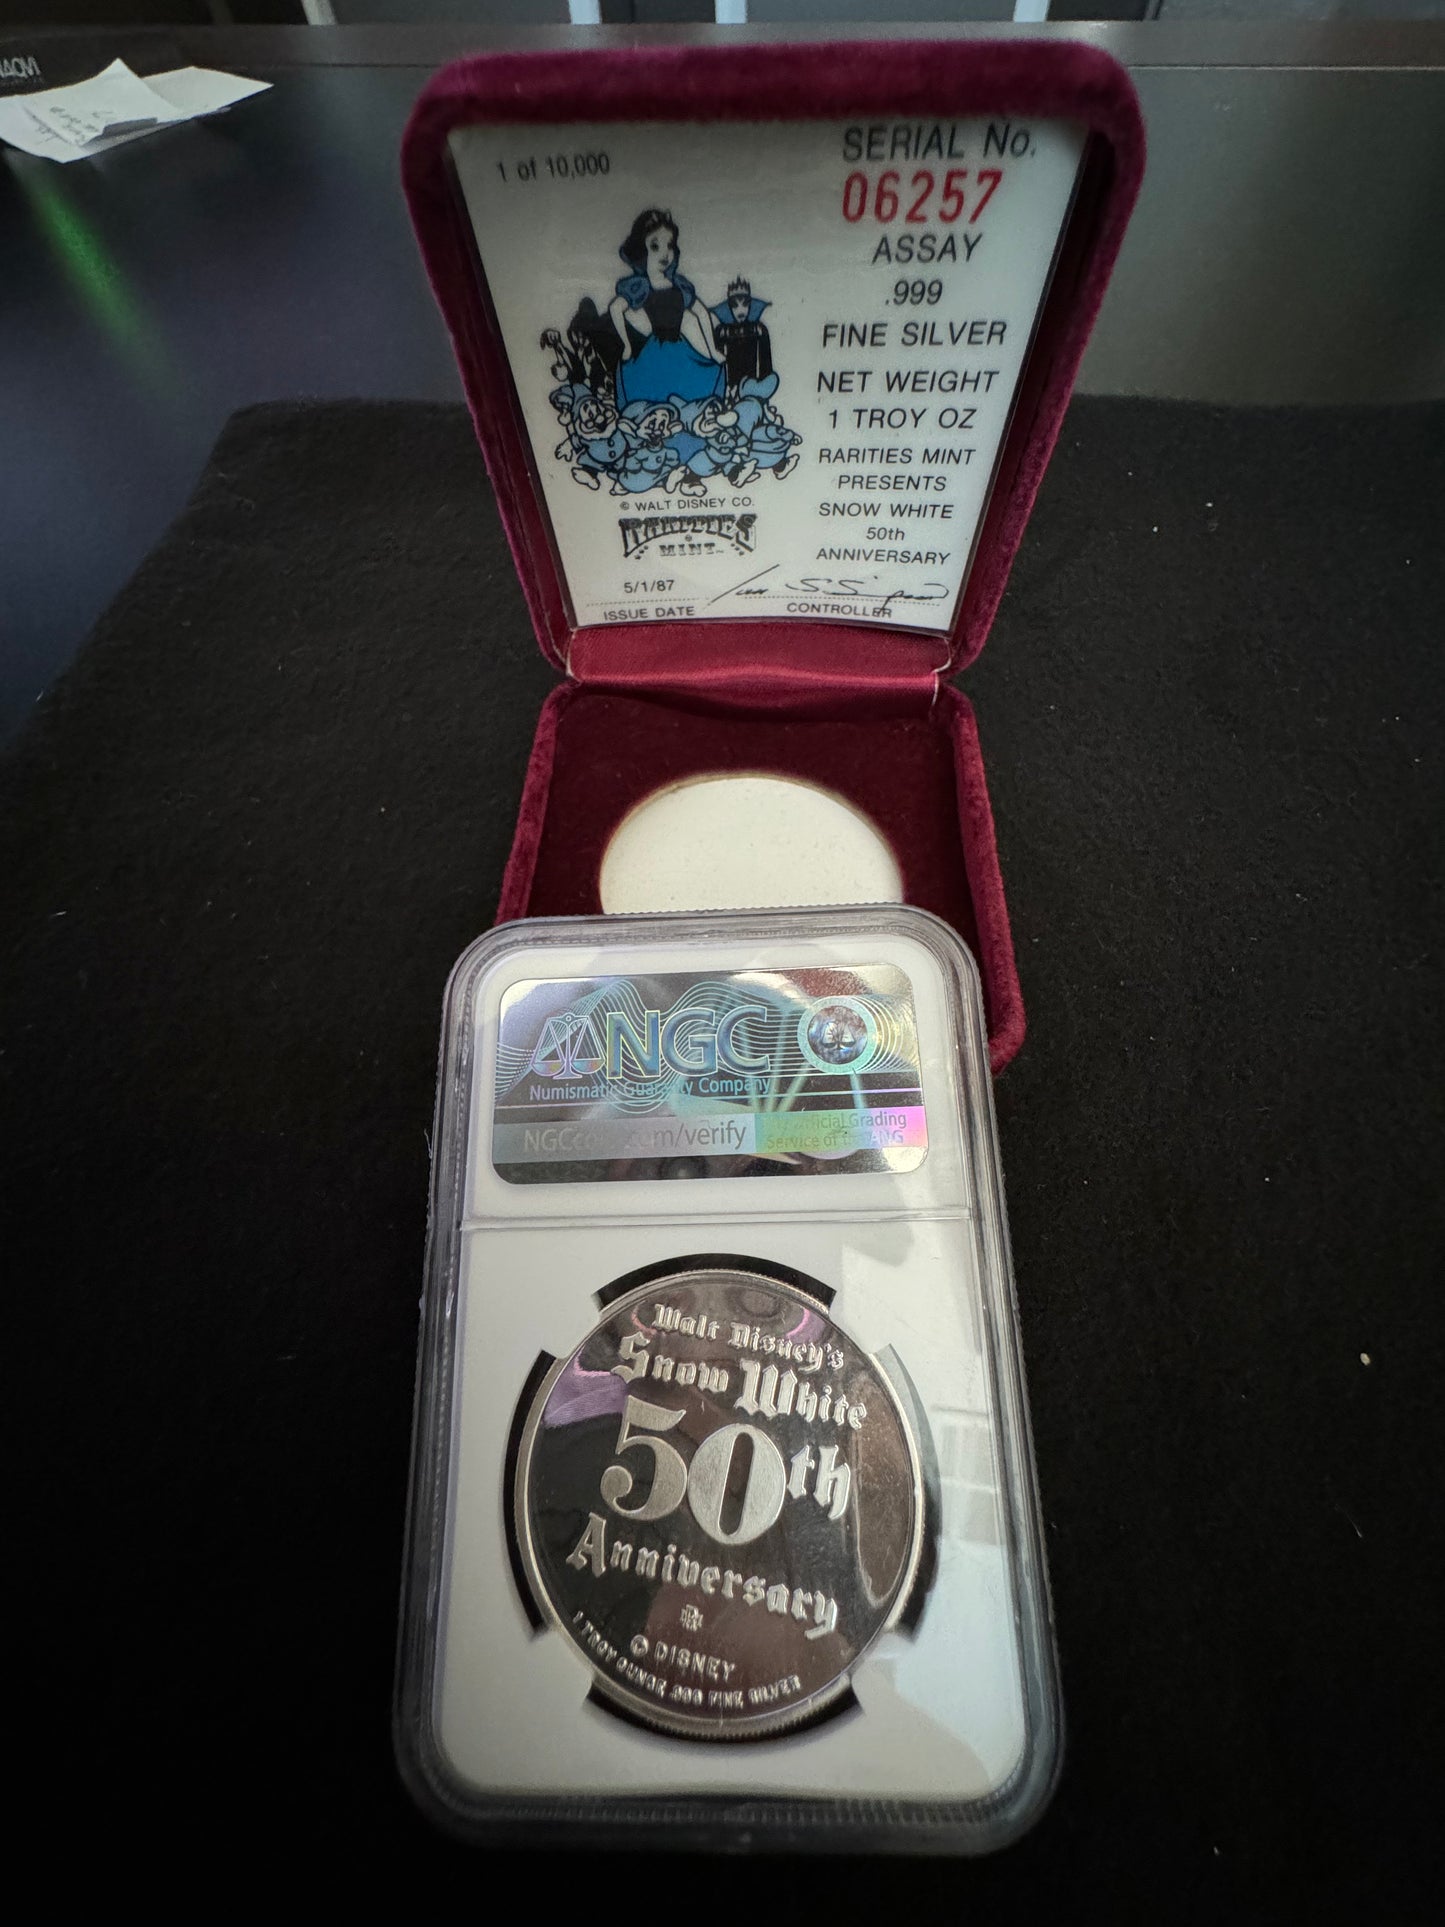 1 of 10,000
SERIAL No.
06257
ASSAY
.999
FINE SILVER
NET WEIGHT
1 TROY OZ
RARITIES MINT
PRESENTS
SNOW WHITE
50th
ANNIVERSARY
© WALT DISNEY CO.
RARITIES
MINT
5/1/87
ISSUE DATE
CONTROLLER
NGC
Numismatic Guaranty Company
NGCcoin.com/verify
Official Grading
Service of the ANG
Walt Disney's
Snow White
50th
Anniversary
© DISNEY
1 TROY OUNCE .999 FINE SILVER